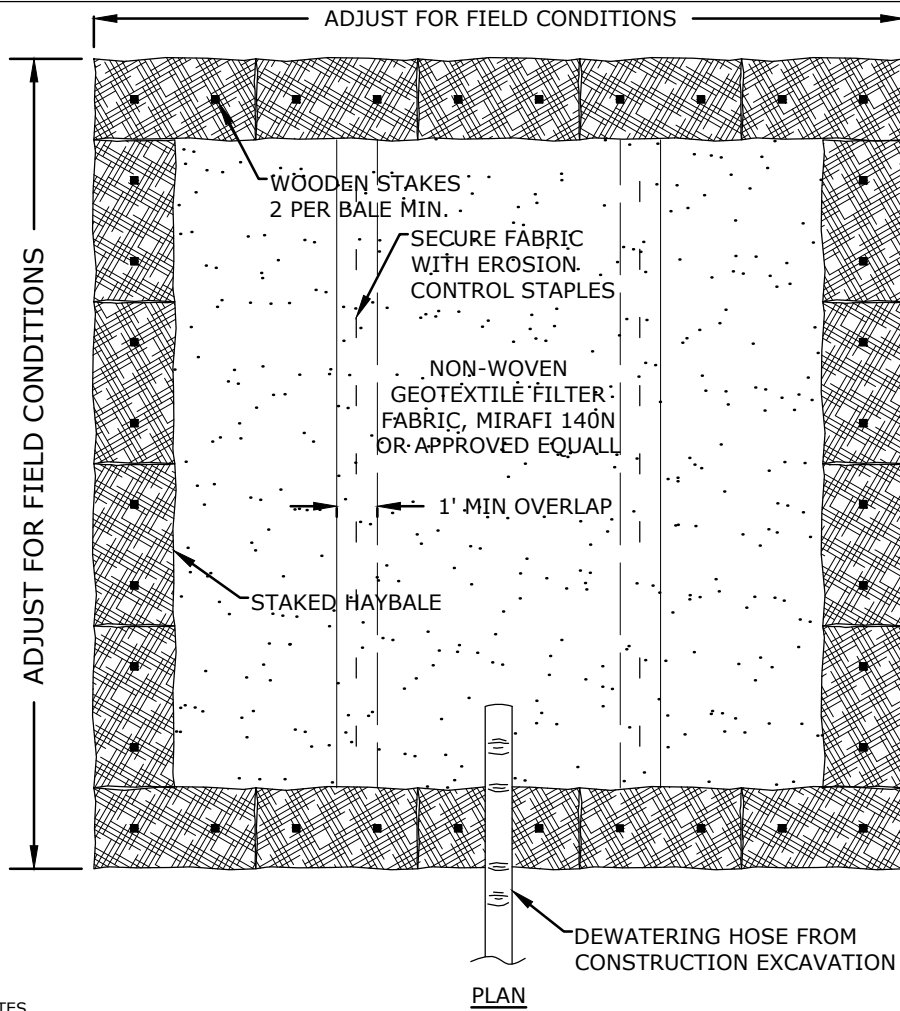 ADJUST FOR FIELD CONDITIONS
ADJUST FOR FIELD CONDITIONS
WOODEN STAKES
2 PER BALE MIN.
SECURE FABRIC
WITH EROSION
CONTROL STAPLES
NON-WOVEN
GEOTEXTILE FILTER
FABRIC, MIRAFI 140N
OR APPROVED EQUALL
1' MIN OVERLAP
STAKED HAYBALE
DEWATERING HOSE FROM
CONSTRUCTION EXCAVATION
PLAN